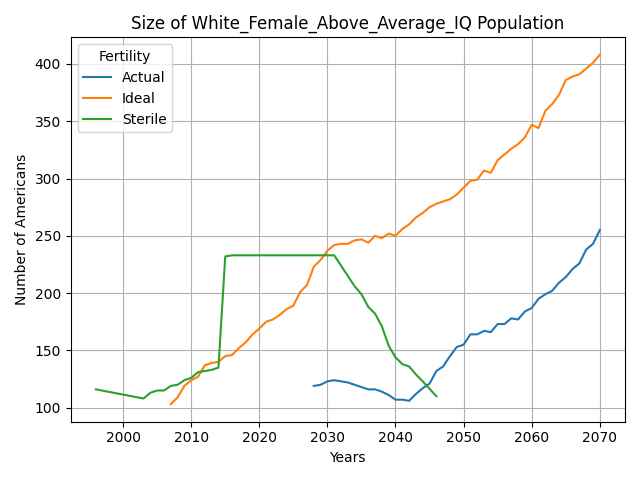 Size of White_Female_Above_Average_IQ Population
Fertility
Actual
Ideal
Sterile
Number of Americans
400
350
300
250
200
150
100
2000
2010
2020
2030
2040
2050
2060
2070
Years